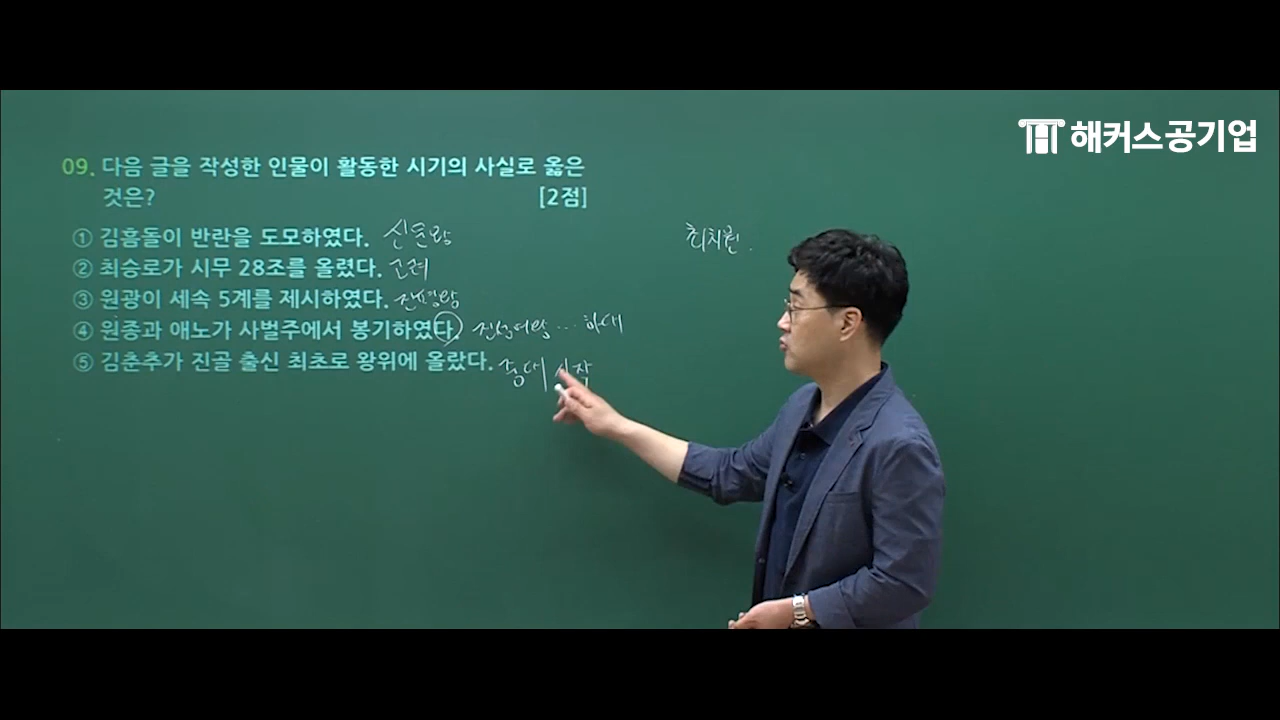 해커스공기업
09. 다음 글을 작성한 인물이 활동한 시기의 사실로 옳은
것은? [2점]
① 김흠돌이 반란을 도모하였다. 신문왕
② 최승로가 시무 28조를 올렸다. 고려
③ 원광이 세속 5계를 제시하였다. 진평왕
④ 원종과 애노가 사벌주에서 봉기하였다. 진성여왕 … 하대
⑤ 김춘추가 진골 출신 최초로 왕위에 올랐다. 중대 시작
최치원.